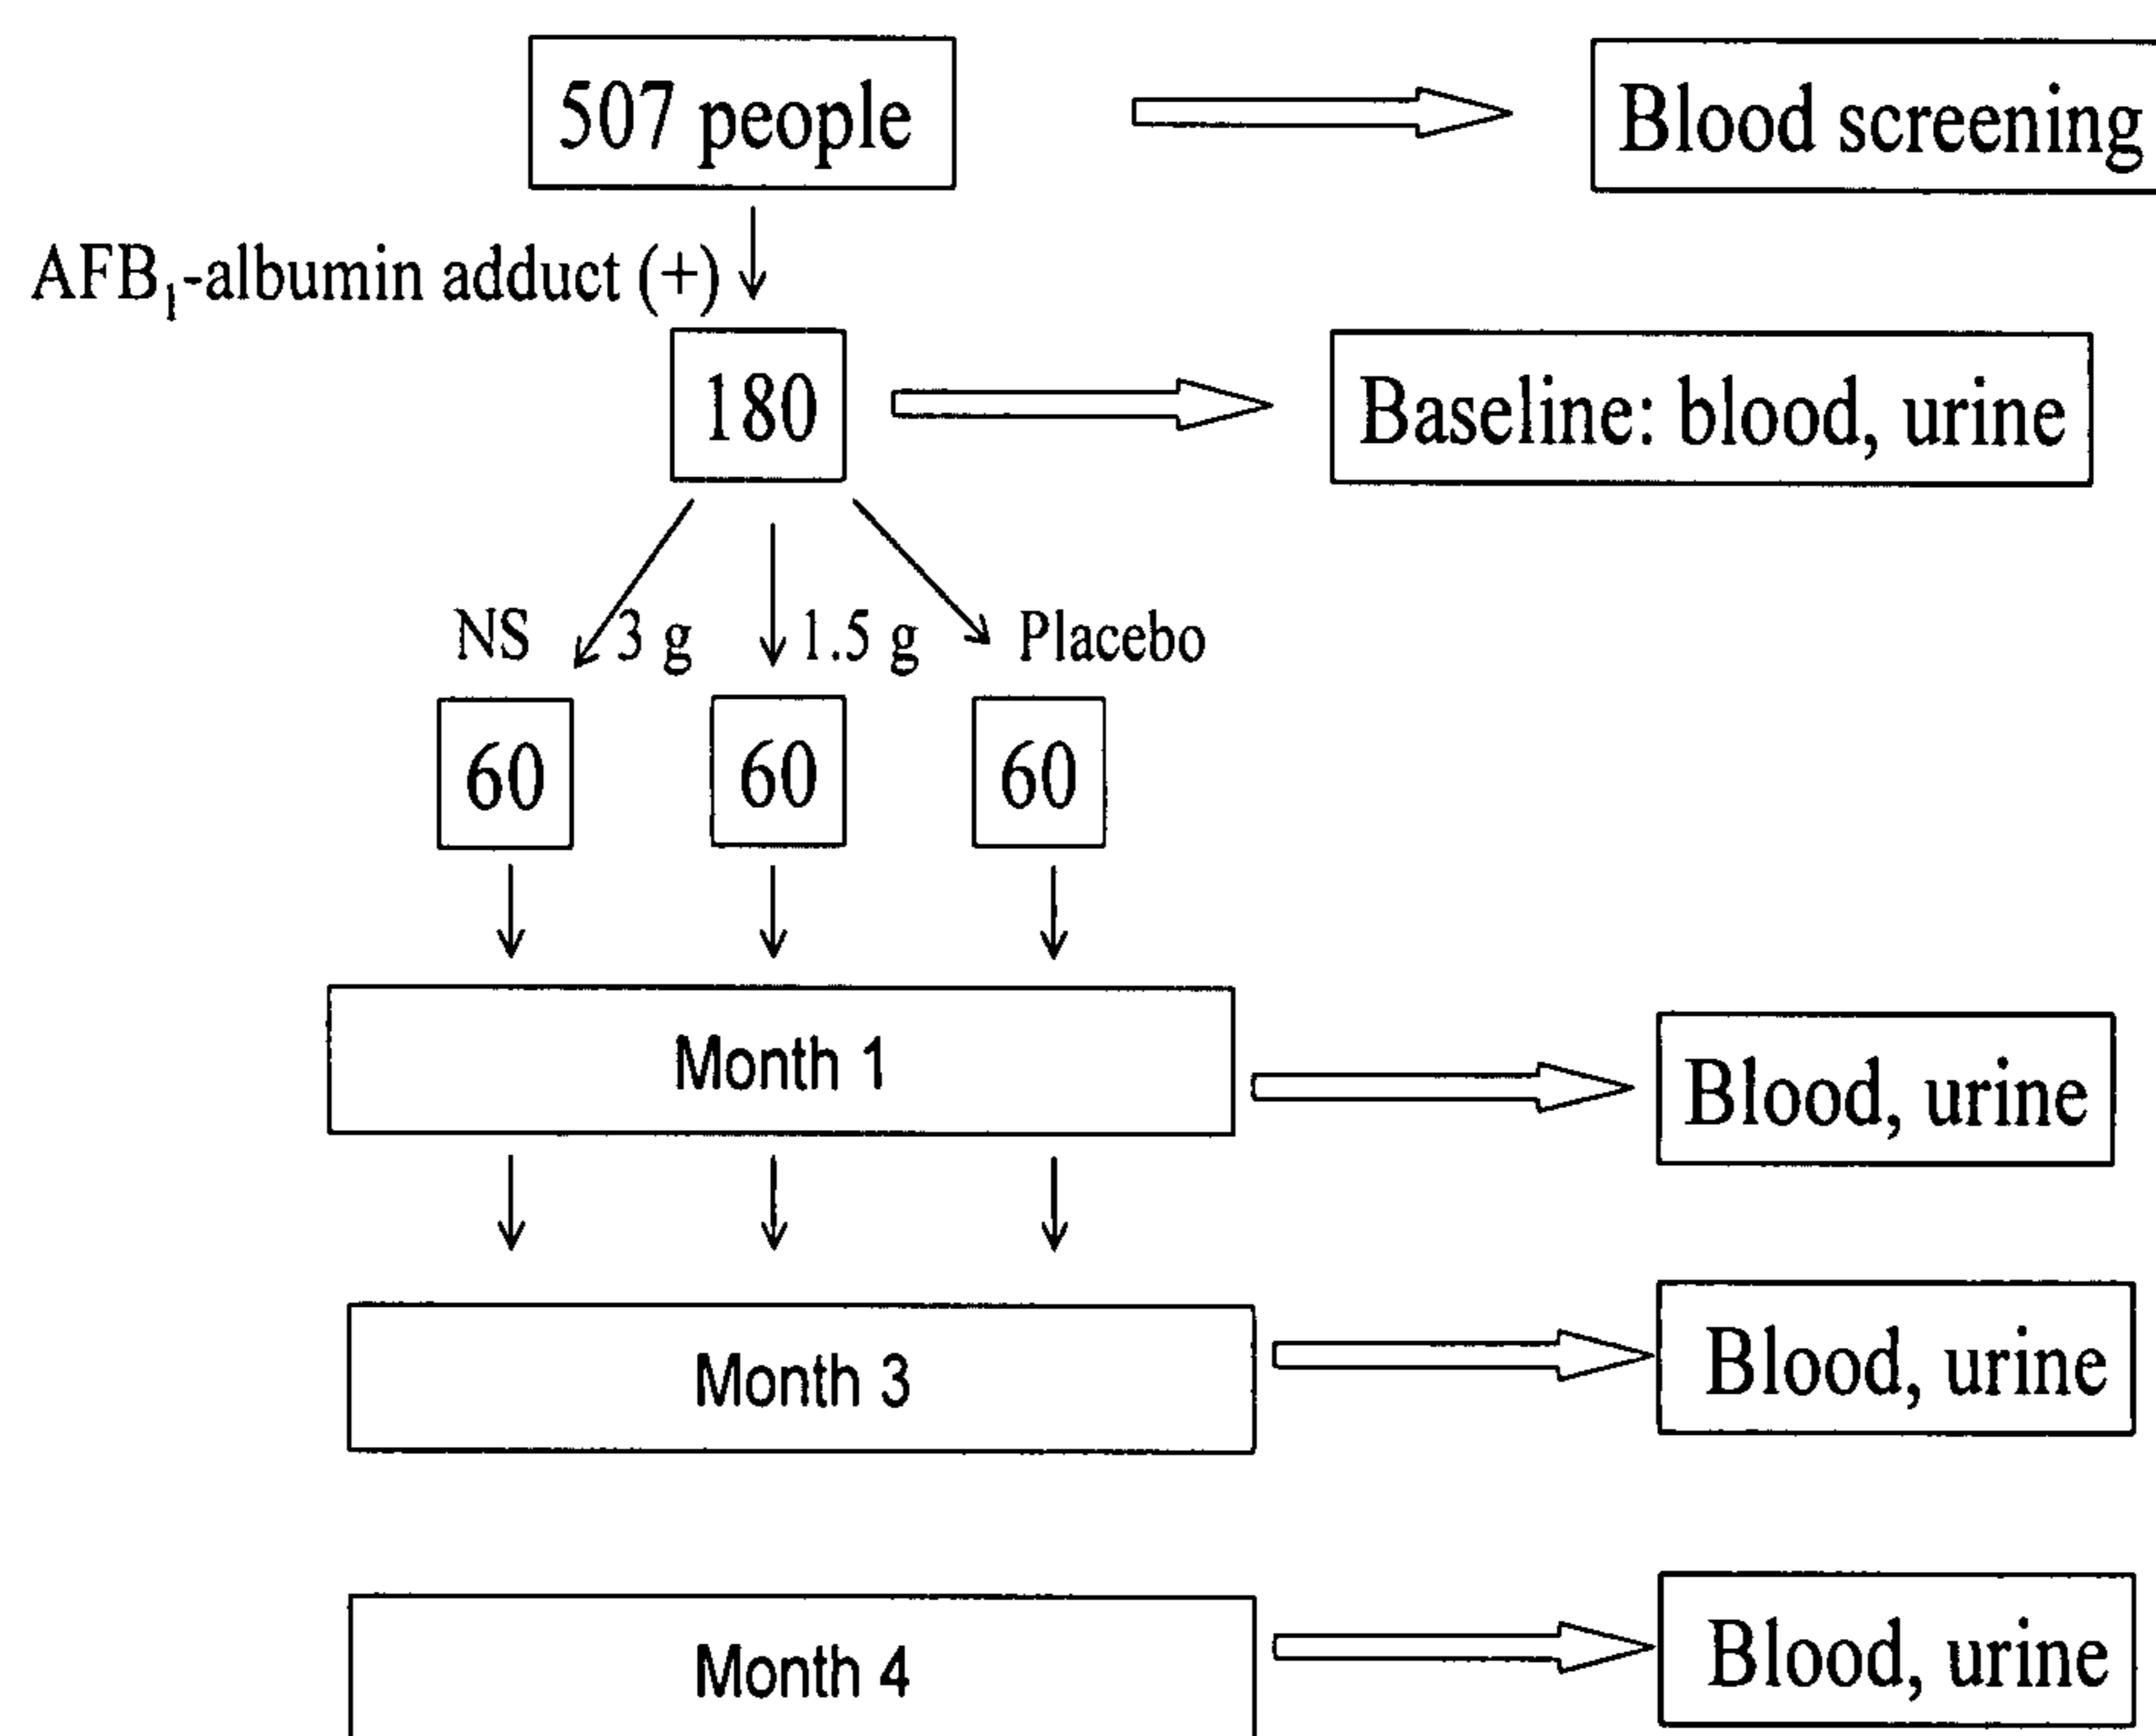 507 people
Blood screening
AFB₁-albumin adduct (+)
180
Baseline: blood, urine
NS 3 g 1.5 g Placebo
60 60 60
Month 1
Blood, urine
Month 3
Blood, urine
Month 4
Blood, urine